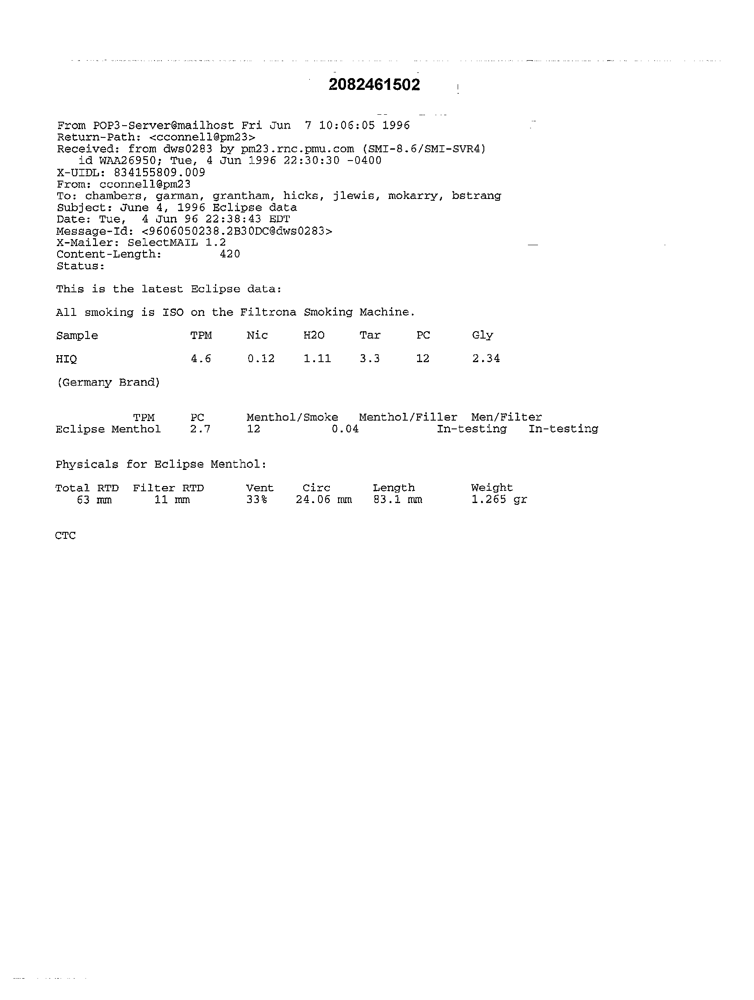 2082461502
From POP3-Server@mailhost Fri Jun  7 10:06:05 1996
Return-Path: <cconnell@pm23>
Received: from dws0283 by pm23.rnc.pmu.com (SMI-8.6/SMI-SVR4)
id WAA26950; Tue, 4 Jun 1996 22:30:30 -0400
X-UIDL: 834155809.009
From: cconnell@pm23
To: chambers, garman, grantham, hicks, jlewis, mokarry, bstrang
Subject: June 4, 1996 Eclipse data
Date: Tue,  4 Jun 96 22:38:43 EDT
Message-Id: <9606050238.2B30DC@dws0283>
X-Mailer: SelectMAIL 1.2
Content-Length: 420
Status:
This is the latest Eclipse data:
All smoking is ISO on the Filtrona Smoking Machine.
Sample TPM Nic H2O Tar PC Gly
HIQ 4.6 0.12 1.11 3.3 12 2.34
(Germany Brand)
TPM PC Menthol/Smoke Menthol/Filler Men/Filter
Eclipse Menthol 2.7 12 0.04 In-testing In-testing
Physicals for Eclipse Menthol:
Total RTD Filter RTD Vent Circ Length Weight
63 mm 11 mm 33% 24.06 mm 83.1 mm 1.265 gr
CTC